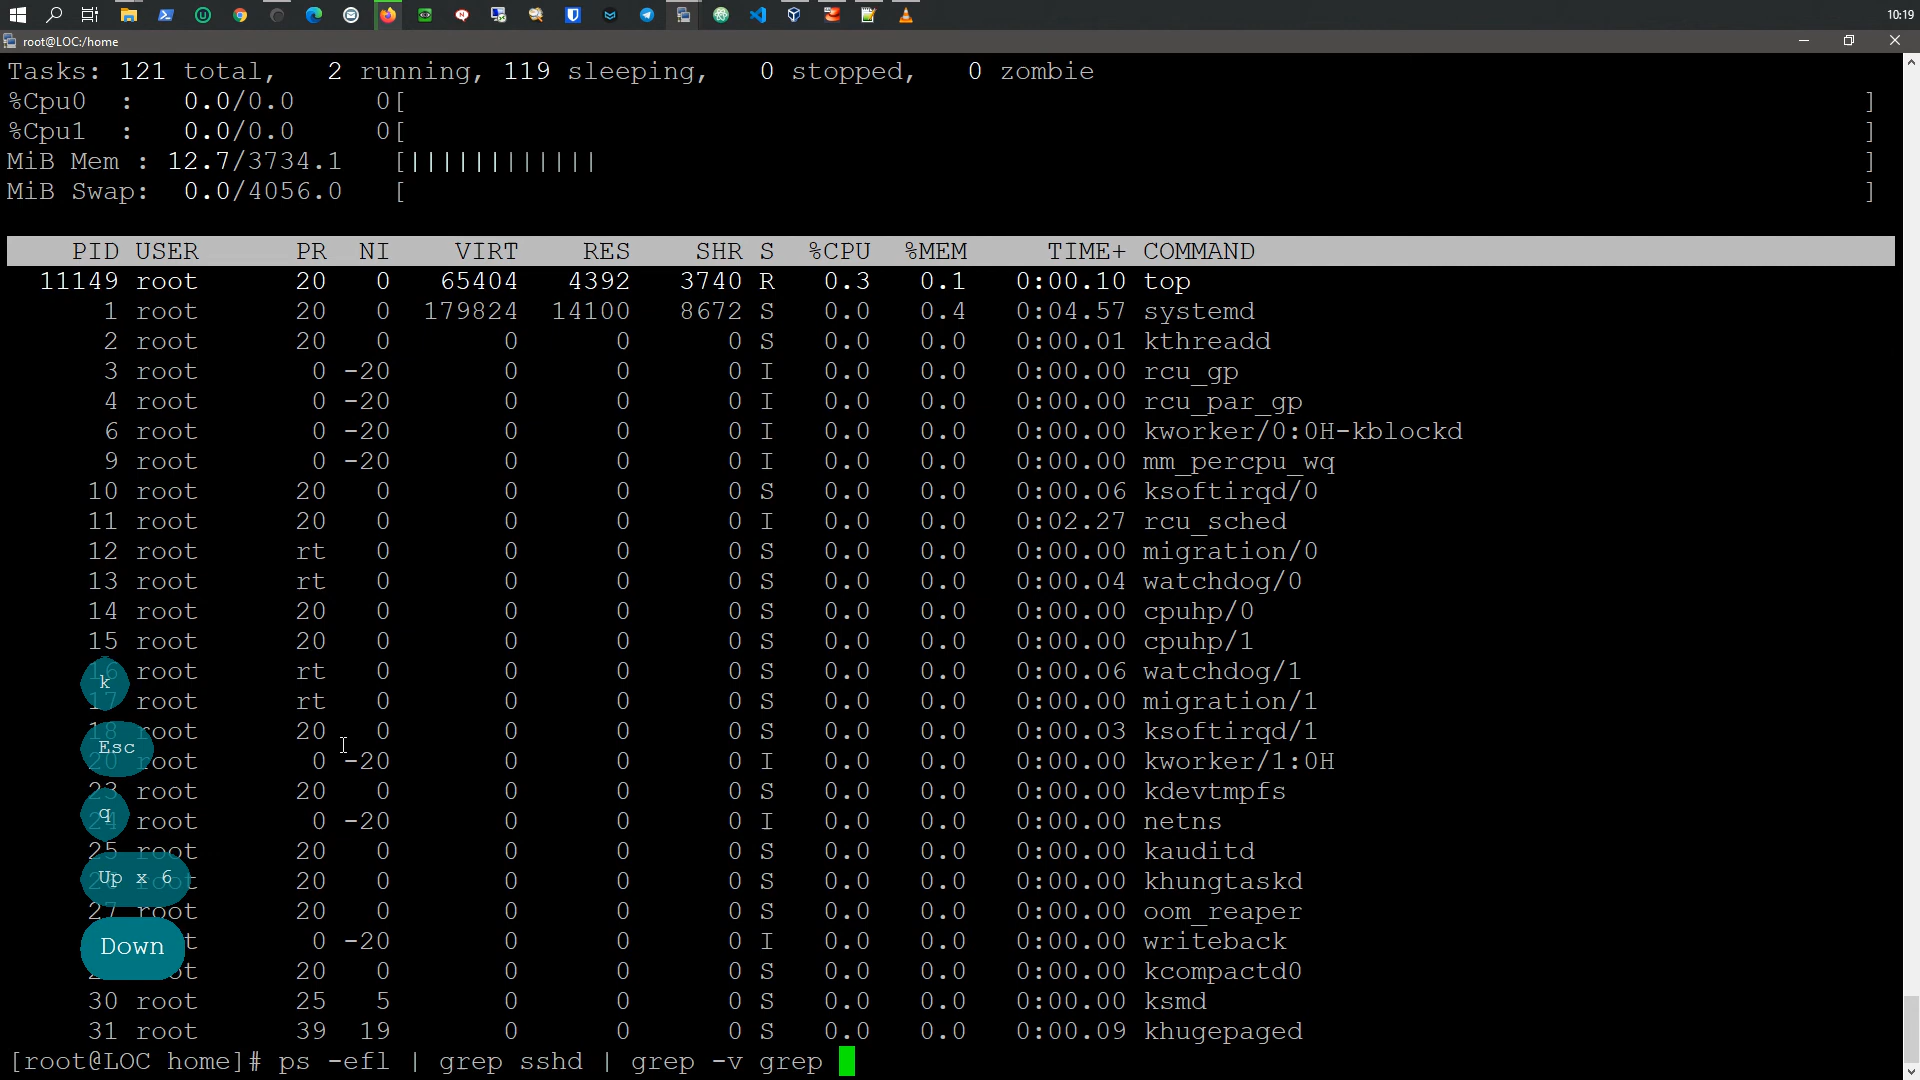 10:19
root@LOC:/home
Tasks: 121 total,   2 running, 119 sleeping,   0 stopped,   0 zombie
%Cpu0  :   0.0/0.0     0[                                                                                            ]
%Cpu1  :   0.0/0.0     0[                                                                                            ]
MiB Mem : 12.7/3734.1   [||||||||||||                                                                                ]
MiB Swap:  0.0/4056.0   [                                                                                            ]
PID USER      PR  NI    VIRT    RES    SHR S  %CPU  %MEM     TIME+ COMMAND
11149 root      20   0   65404   4392   3740 R   0.3   0.1   0:00.10 top
1 root      20   0  179824  14100   8672 S   0.0   0.4   0:04.57 systemd
2 root      20   0       0      0      0 S   0.0   0.0   0:00.01 kthreadd
3 root       0 -20       0      0      0 I   0.0   0.0   0:00.00 rcu_gp
4 root       0 -20       0      0      0 I   0.0   0.0   0:00.00 rcu_par_gp
6 root       0 -20       0      0      0 I   0.0   0.0   0:00.00 kworker/0:0H-kblockd
9 root       0 -20       0      0      0 I   0.0   0.0   0:00.00 mm_percpu_wq
10 root      20   0       0      0      0 S   0.0   0.0   0:00.06 ksoftirqd/0
11 root      20   0       0      0      0 I   0.0   0.0   0:02.27 rcu_sched
12 root      rt   0       0      0      0 S   0.0   0.0   0:00.00 migration/0
13 root      rt   0       0      0      0 S   0.0   0.0   0:00.04 watchdog/0
14 root      20   0       0      0      0 S   0.0   0.0   0:00.00 cpuhp/0
15 root      20   0       0      0      0 S   0.0   0.0   0:00.00 cpuhp/1
16 root      rt   0       0      0      0 S   0.0   0.0   0:00.06 watchdog/1
k
17 root      rt   0       0      0      0 S   0.0   0.0   0:00.00 migration/1
18 root      20   0       0      0      0 S   0.0   0.0   0:00.03 ksoftirqd/1
Esc
20 root       0 -20       0      0      0 I   0.0   0.0   0:00.00 kworker/1:0H
23 root      20   0       0      0      0 S   0.0   0.0   0:00.00 kdevtmpfs
q
24 root       0 -20       0      0      0 I   0.0   0.0   0:00.00 netns
25 root      20   0       0      0      0 S   0.0   0.0   0:00.00 kauditd
Up x 6
20   0       0      0      0 S   0.0   0.0   0:00.00 khungtaskd
27 root      20   0       0      0      0 S   0.0   0.0   0:00.00 oom_reaper
Down
0 -20       0      0      0 I   0.0   0.0   0:00.00 writeback
root      20   0       0      0      0 S   0.0   0.0   0:00.00 kcompactd0
30 root      25   5       0      0      0 S   0.0   0.0   0:00.00 ksmd
31 root      39  19       0      0      0 S   0.0   0.0   0:00.09 khugepaged
[root@LOC home]# ps -efl | grep sshd | grep -v grep